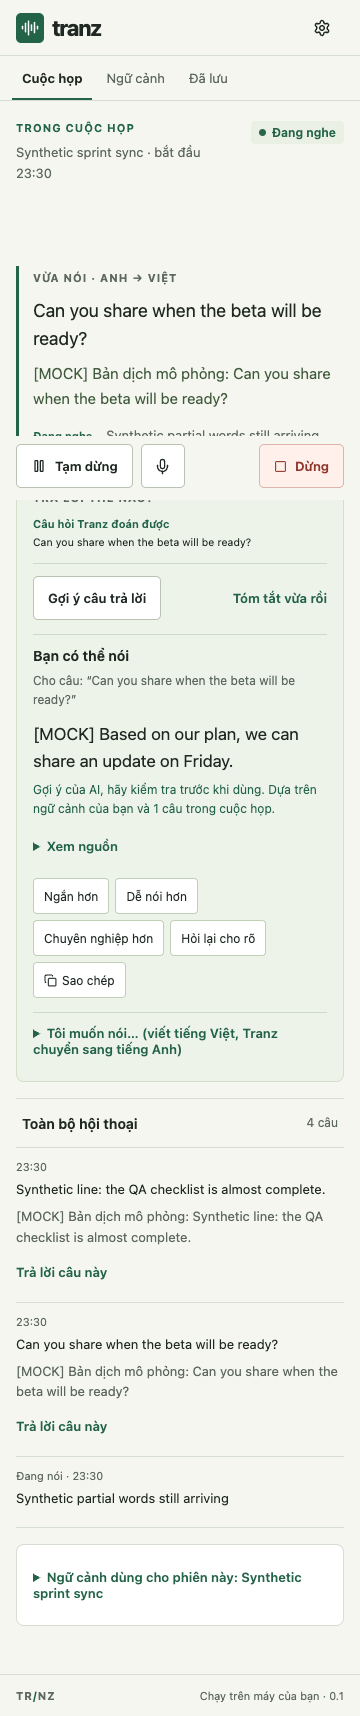 tranz
Cuộc họp Ngữ cảnh Đã lưu
TRONG CUỘC HỌP
Đang nghe
Synthetic sprint sync · bắt đầu
23:30
VỪA NÓI · ANH → VIỆT
Can you share when the beta will be
ready?
[MOCK] Bản dịch mô phỏng: Can you share
when the beta will be ready?
Đang nghe Synthetic partial words still arriving
Tạm dừng
Dừng
Câu hỏi Tranz đoán được
Can you share when the beta will be ready?
Gợi ý câu trả lời Tóm tắt vừa rồi
Bạn có thể nói
Cho câu: “Can you share when the beta will be
ready?”
[MOCK] Based on our plan, we can
share an update on Friday.
Gợi ý của AI, hãy kiểm tra trước khi dùng. Dựa trên
ngữ cảnh của bạn và 1 câu trong cuộc họp.
Xem nguồn
Ngắn hơn Dễ nói hơn
Chuyên nghiệp hơn Hỏi lại cho rõ
Sao chép
Tôi muốn nói... (viết tiếng Việt, Tranz
chuyển sang tiếng Anh)
Toàn bộ hội thoại 4 câu
23:30
Synthetic line: the QA checklist is almost complete.
[MOCK] Bản dịch mô phỏng: Synthetic line: the QA
checklist is almost complete.
Trả lời câu này
23:30
Can you share when the beta will be ready?
[MOCK] Bản dịch mô phỏng: Can you share when the
beta will be ready?
Trả lời câu này
Đang nói · 23:30
Synthetic partial words still arriving
Ngữ cảnh dùng cho phiên này: Synthetic
sprint sync
TR/NZ Chạy trên máy của bạn · 0.1